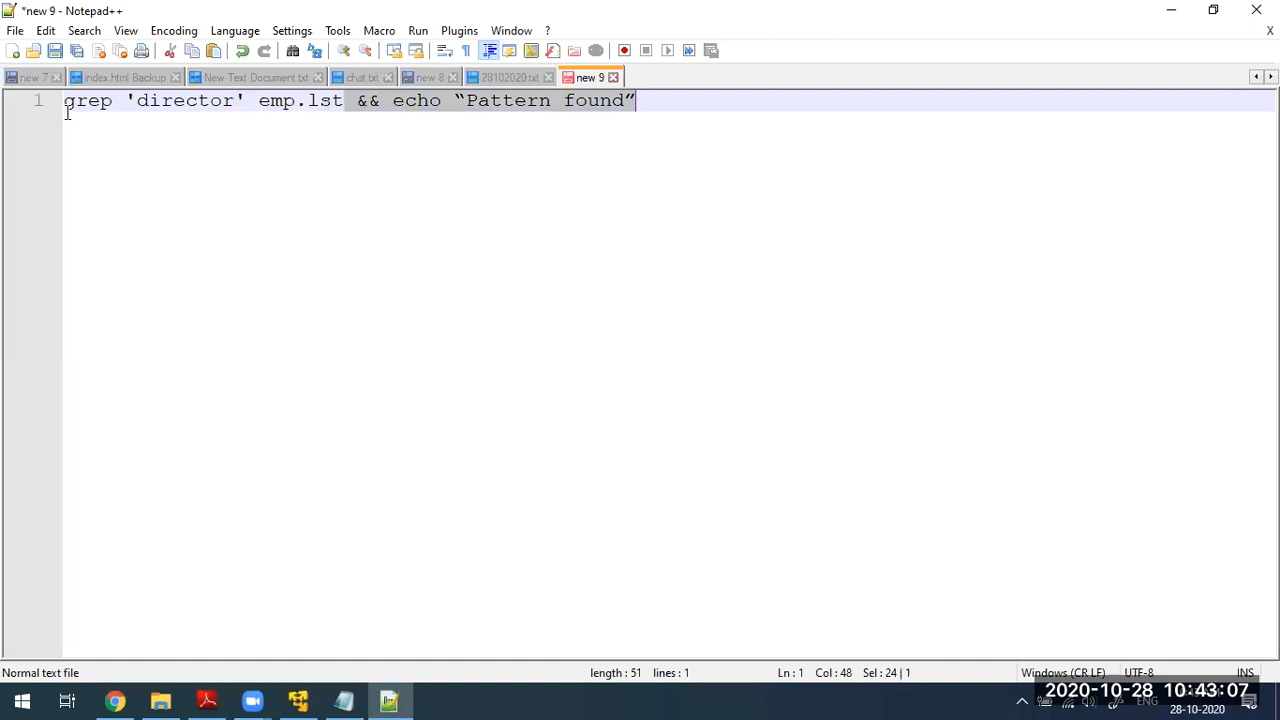 *new 9 - Notepad++
File Edit Search View Encoding Language Settings Tools Macro Run Plugins Window ? X
new 7 index.html Backup New Text Document.txt chat.txt new 8 28102020.txt new 9
1 grep 'director' emp.lst && echo “Pattern found”
Normal text file length : 51 lines : 1 Ln : 1 Col : 48 Sel : 24 | 1 Windows (CR LF) UTF-8 INS
2020-10-28 10:43:07
ENG
28-10-2020